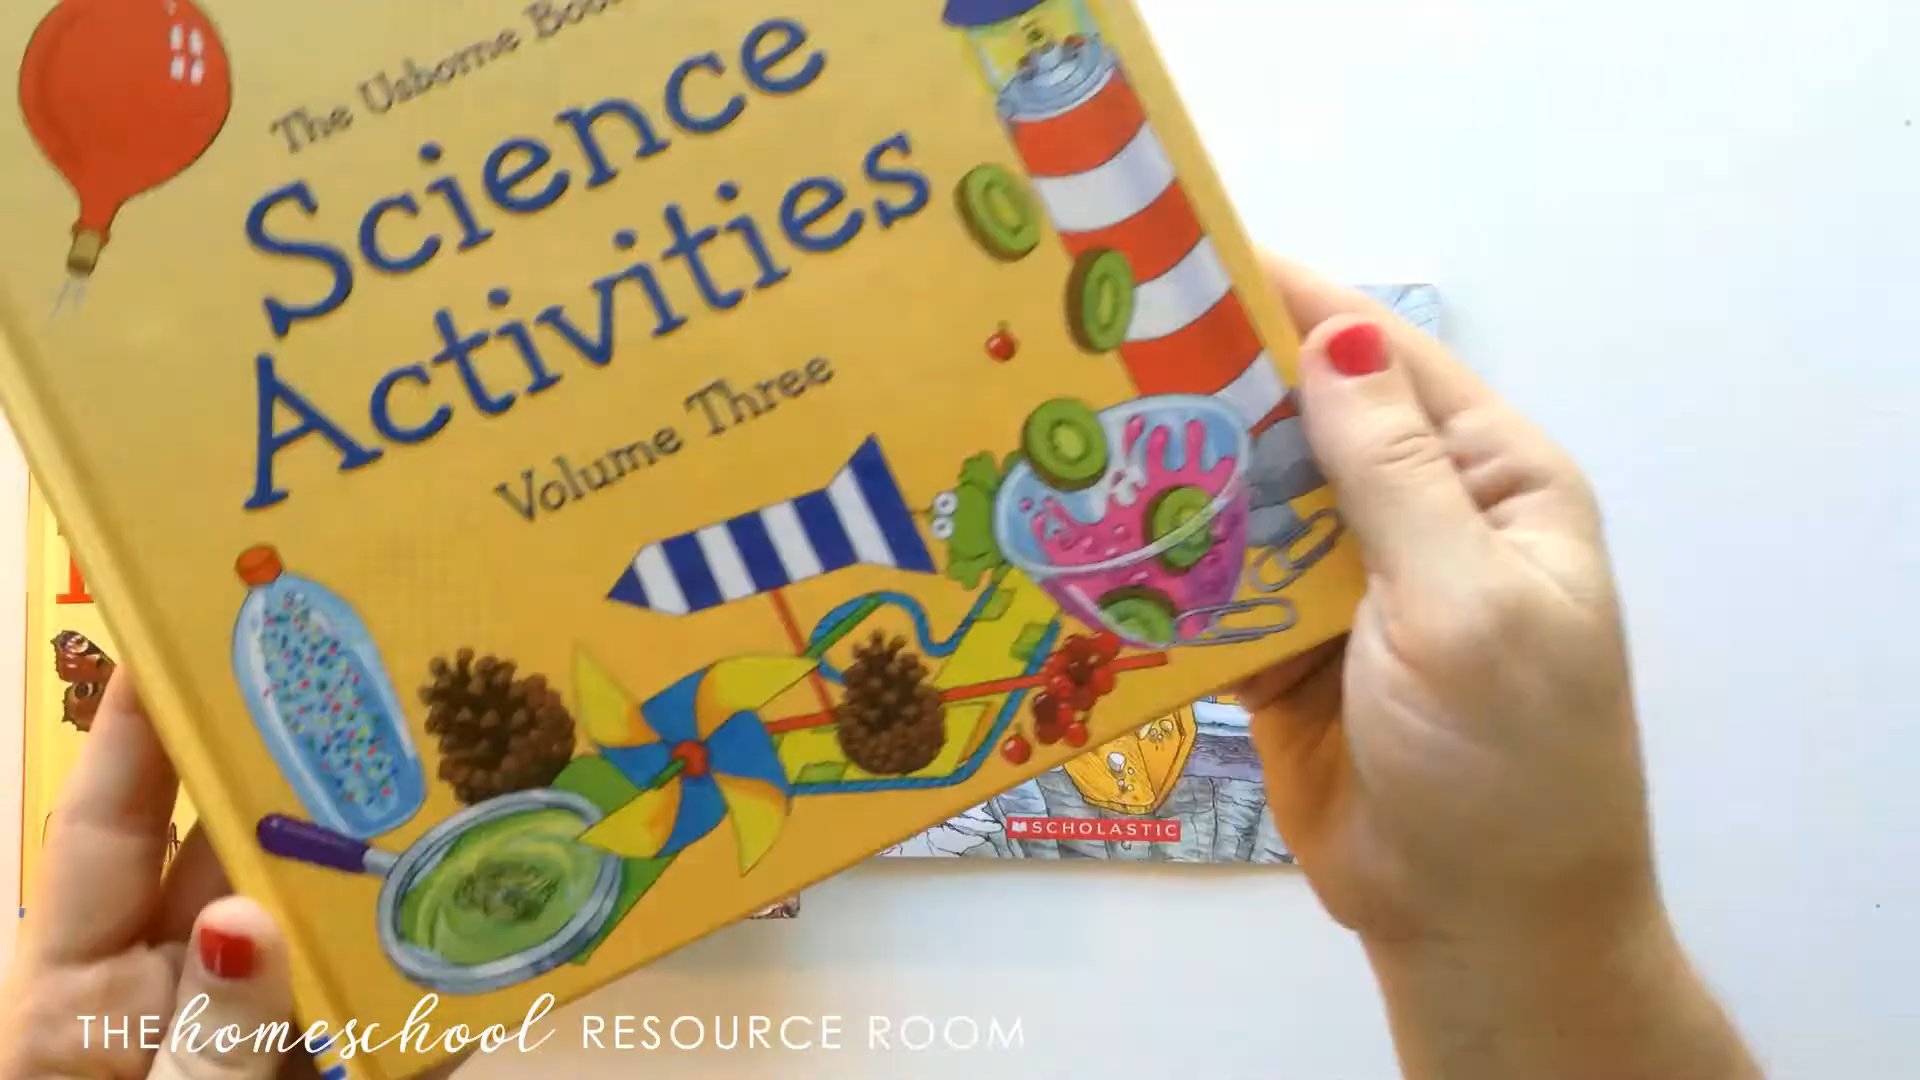 The Usborne Book
Science
Activities
Volume Three
SCHOLASTIC
THE homeschool RESOURCE ROOM